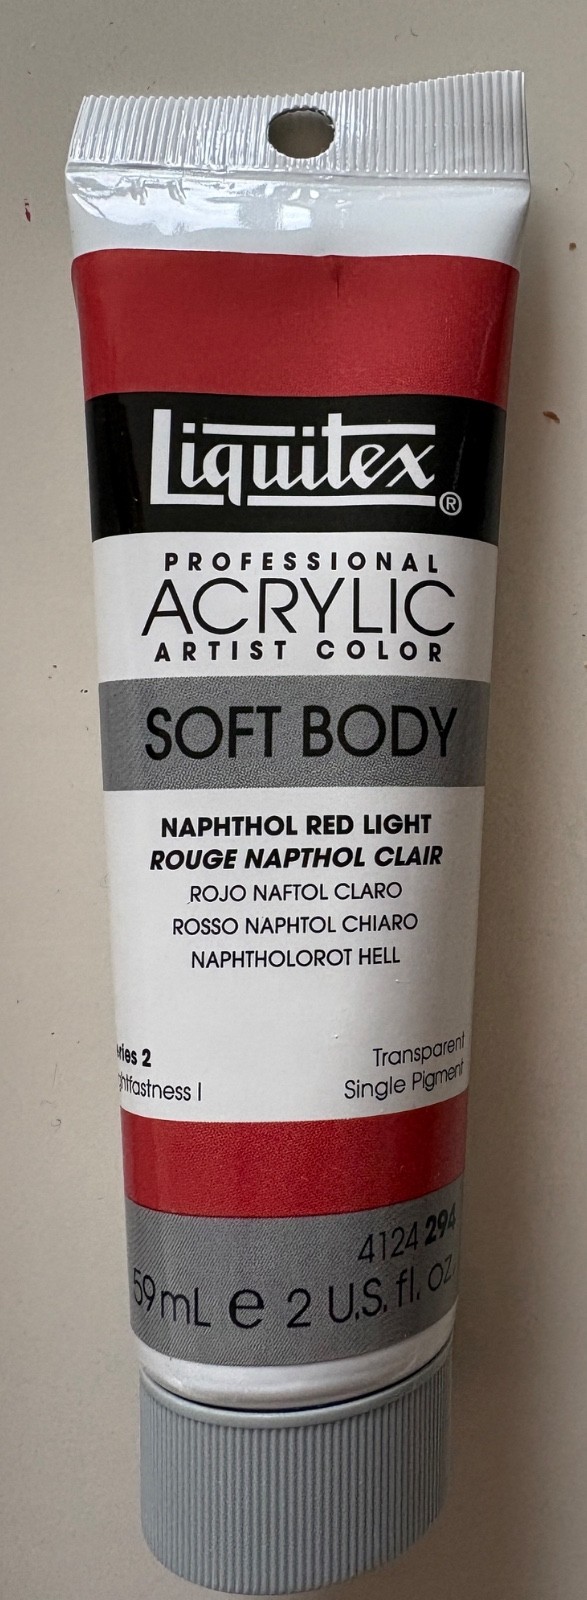 Liquitex®
PROFESSIONAL
ACRYLIC
ARTIST COLOR
SOFT BODY
NAPHTHOL RED LIGHT
ROUGE NAPTHOL CLAIR
ROJO NAFTOL CLARO
ROSSO NAPHTOL CHIARO
NAPHTHOLOROT HELL
2
I
Transparent
Single Pigment
4124 294
59 mL e 2 U.S. fl. oz.